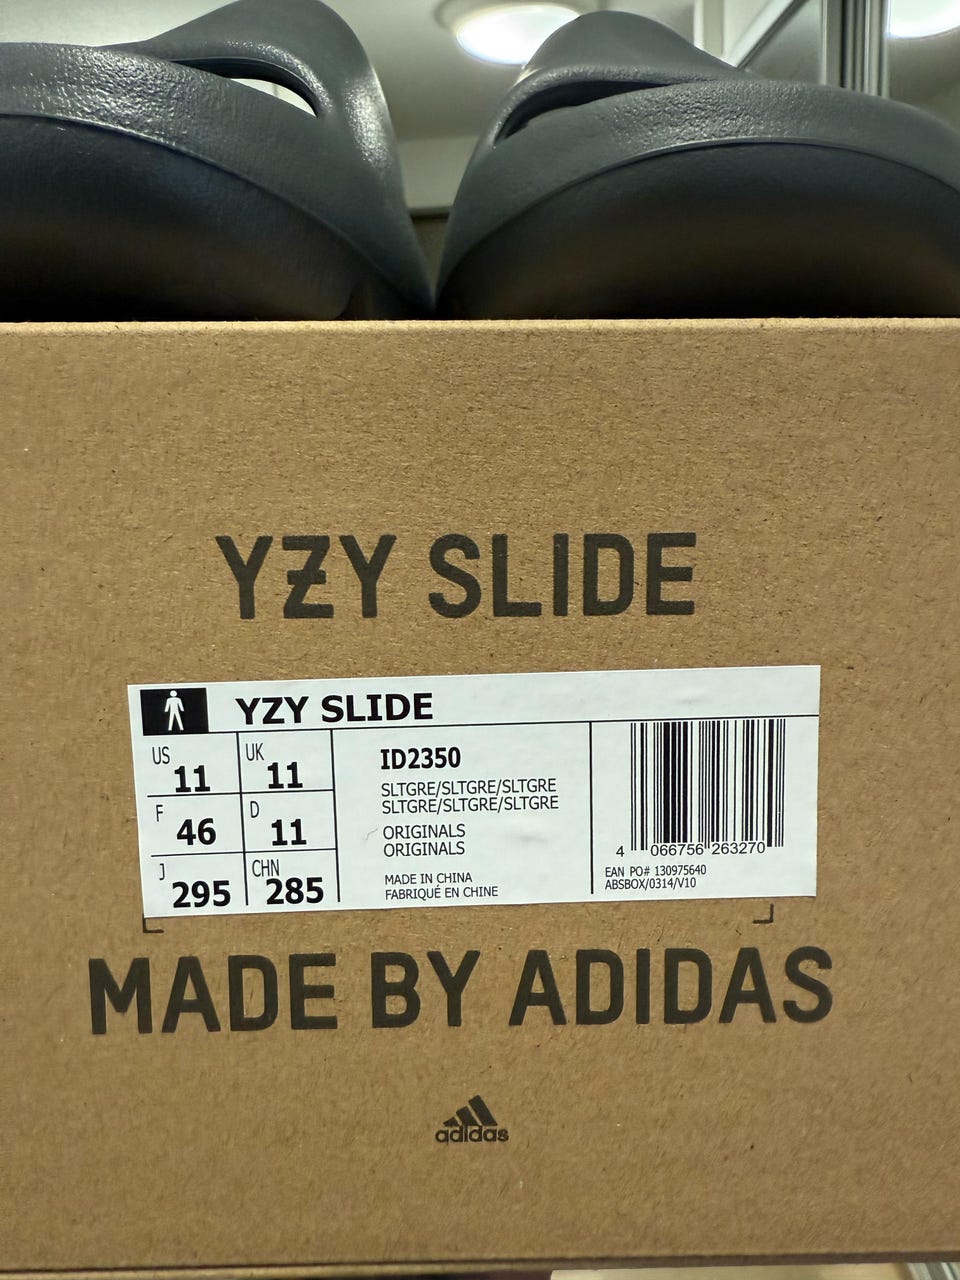 YZY SLIDE
YZY SLIDE
US 11
UK 11
F 46
D 11
J 295
CHN 285
ID2350
SLTGRE/SLTGRE/SLTGRE
SLTGRE/SLTGRE/SLTGRE
ORIGINALS
ORIGINALS
MADE IN CHINA
FABRIQUÉ EN CHINE
4 066756 263270
EAN PO# 130975640
ABSBOX/0314/V10
MADE BY ADIDAS
adidas